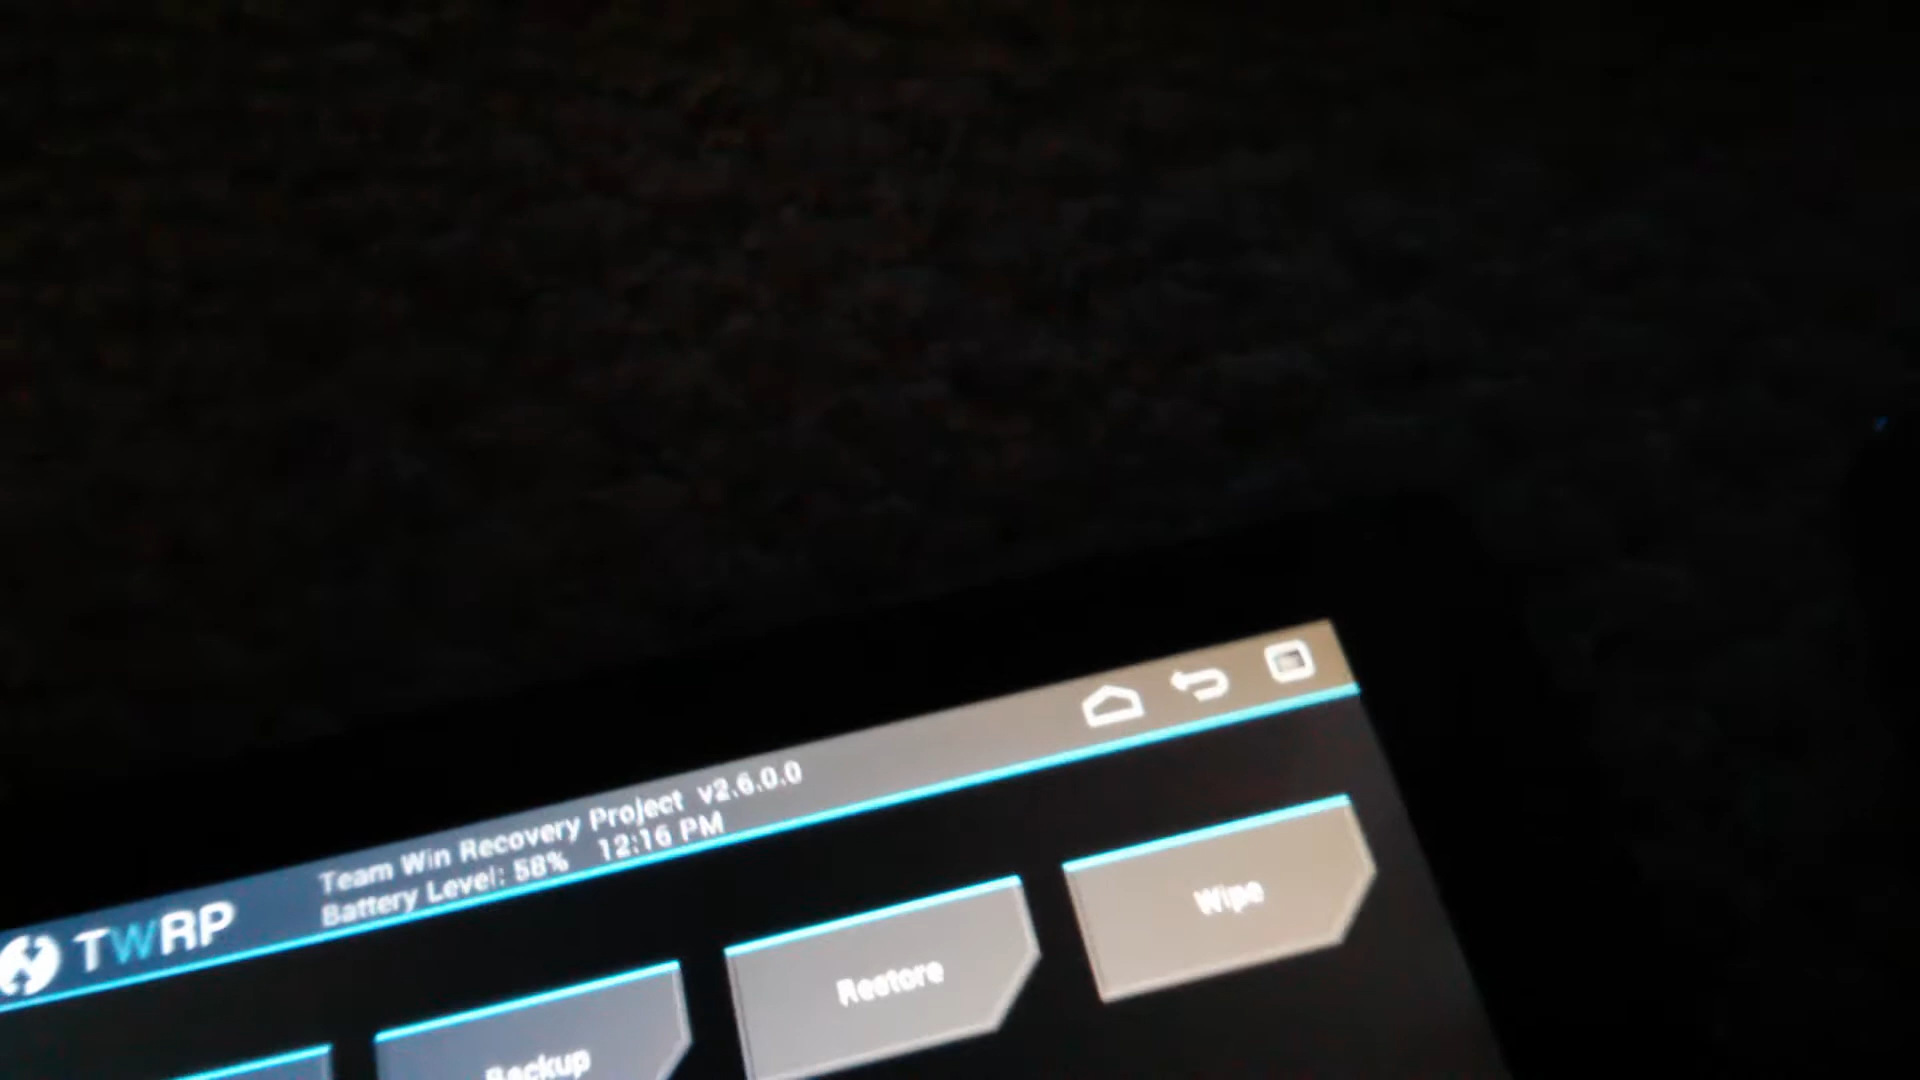 TWRP
Team Win Recovery Project v2.6.0.0
Battery Level: 58% 12:16 PM
Backup
Restore
Wipe